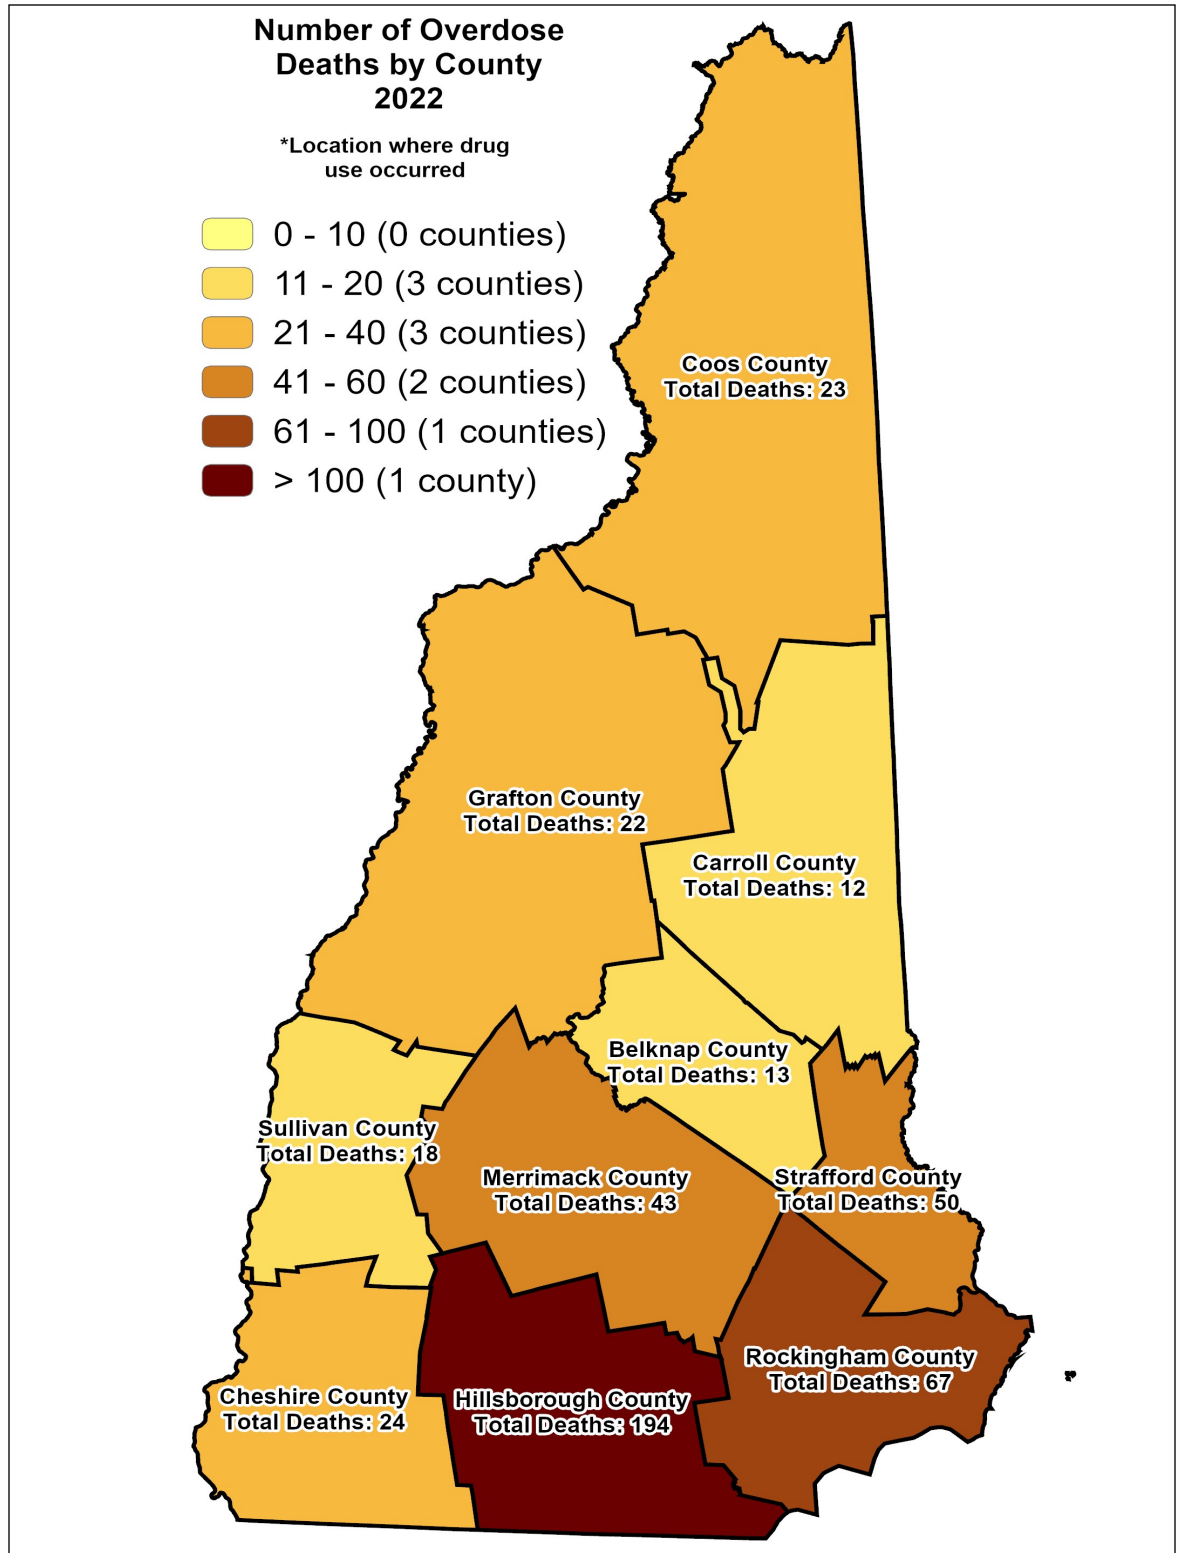 Number of Overdose
Deaths by County
2022
*Location where drug
use occurred
0 - 10 (0 counties)
11 - 20 (3 counties)
21 - 40 (3 counties)
41 - 60 (2 counties)
61 - 100 (1 counties)
> 100 (1 county)
Coos County
Total Deaths: 23
Grafton County
Total Deaths: 22
Carroll County
Total Deaths: 12
Belknap County
Total Deaths: 13
Sullivan County
Total Deaths: 18
Merrimack County
Total Deaths: 43
Strafford County
Total Deaths: 50
Rockingham County
Total Deaths: 67
Cheshire County
Total Deaths: 24
Hillsborough County
Total Deaths: 194